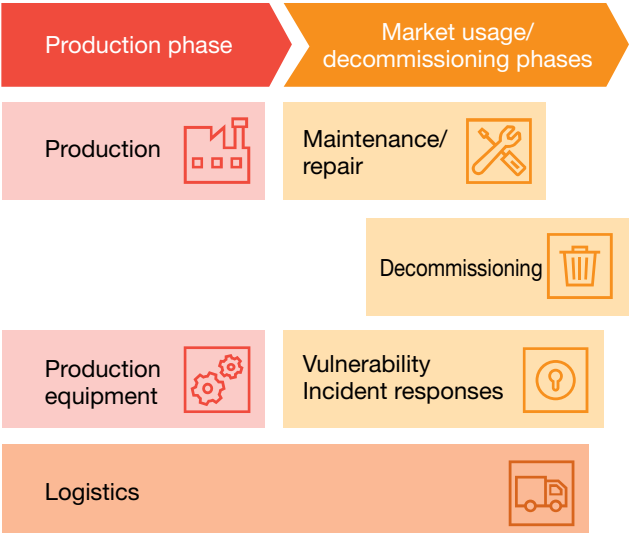 Production phase
Market usage/
decommissioning phases
Production
Maintenance/
repair
Decommissioning
Production
equipment
Vulnerability
Incident responses
Logistics